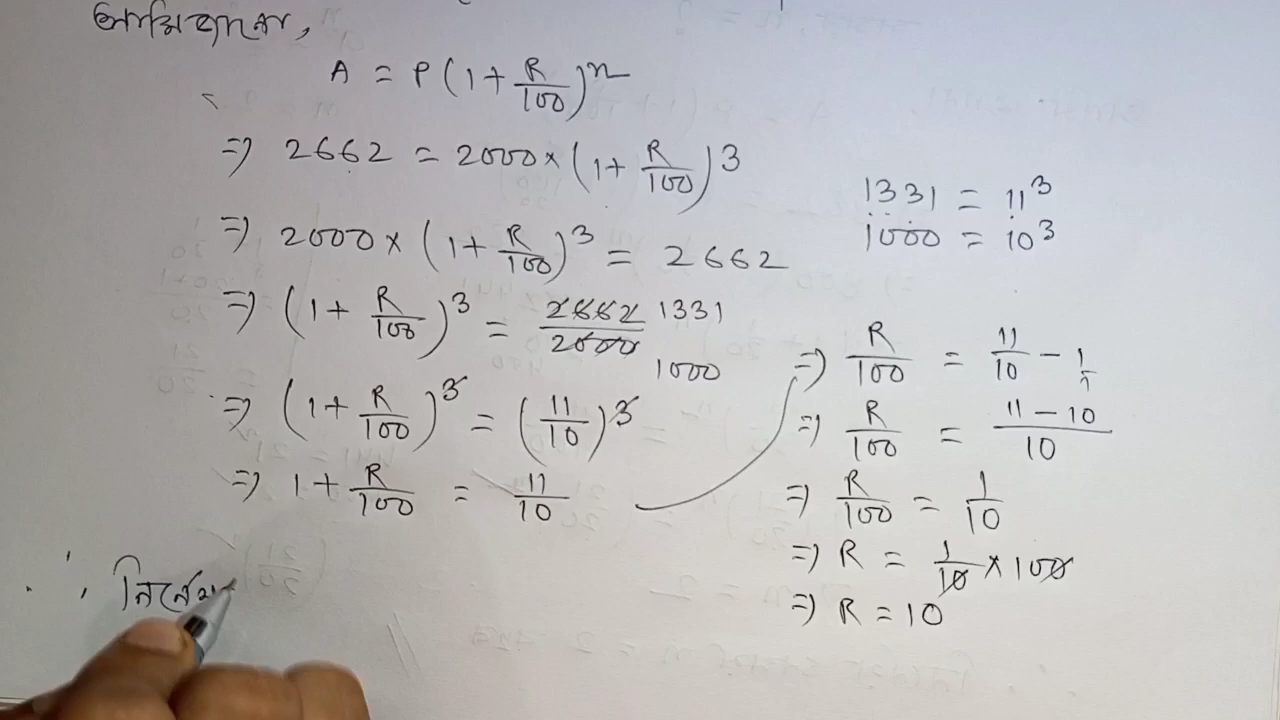 আমি জানি,
A = P(1 + R/100)^n
⇒ 2662 = 2000 × (1 + R/100)^3
⇒ 2000 × (1 + R/100)^3 = 2662
⇒ (1 + R/100)^3 = 2662/2000 1331/1000
⇒ (1 + R/100)^3 = (11/10)^3
⇒ 1 + R/100 = 11/10
∴ নির্ণেয়
1331 = 11^3
1000 = 10^3
⇒ R/100 = 11/10 - 1/1
⇒ R/100 = (11 - 10)/10
⇒ R/100 = 1/10
⇒ R = 1/10 × 100
⇒ R = 10